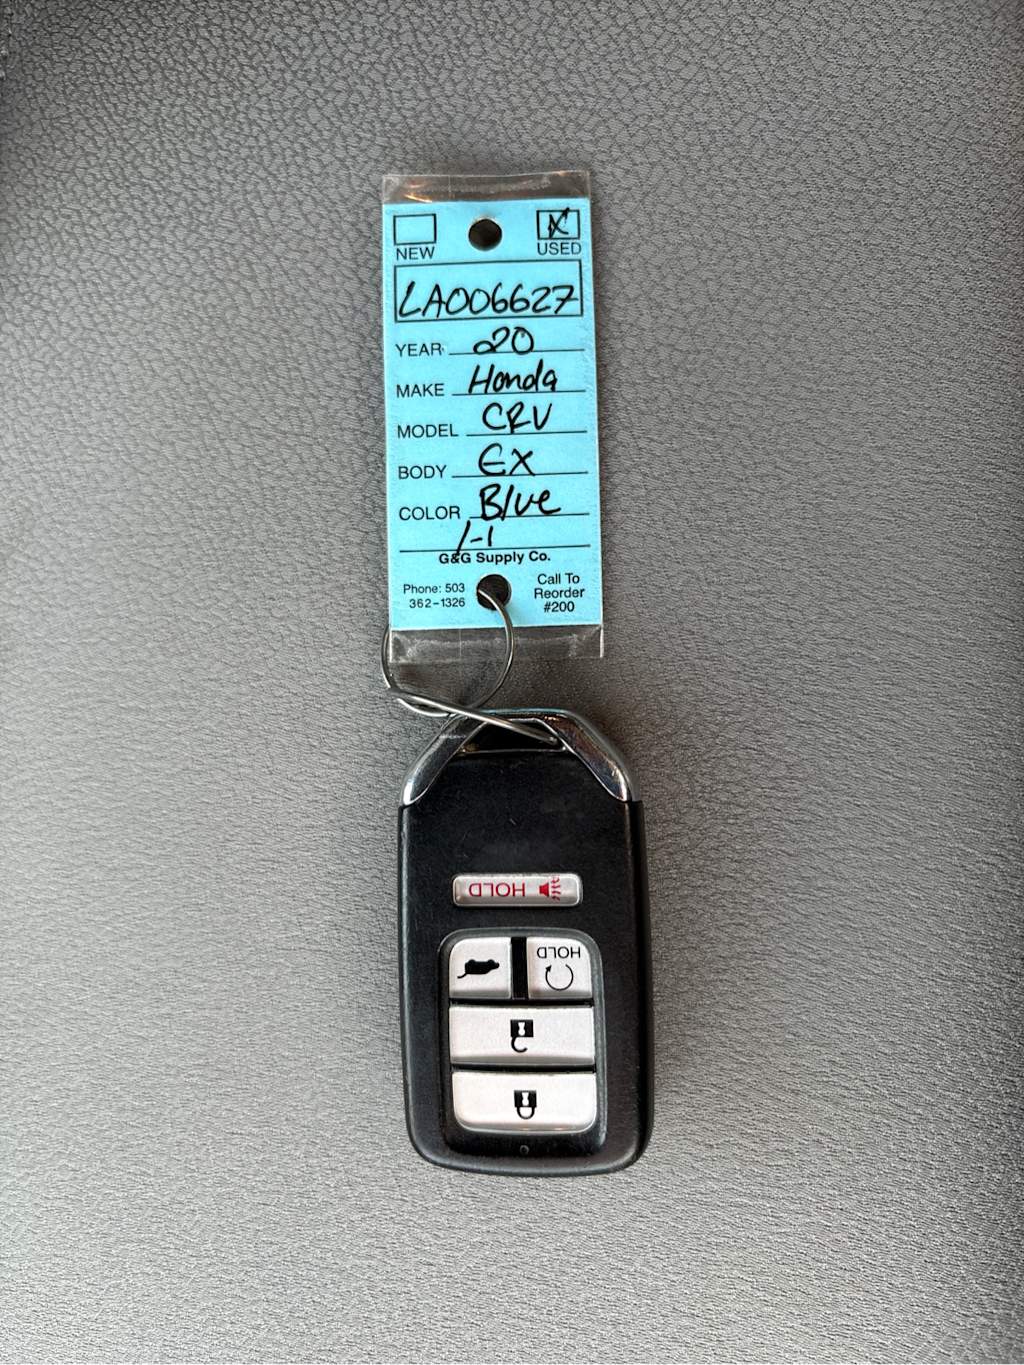 NEW USED
LA006627
YEAR 20
MAKE Honda
MODEL CRV
BODY EX
COLOR Blue
1-1
G&G Supply Co.
Phone: 503
362-1326
Call To
Reorder
#200
HOLD
HOLD